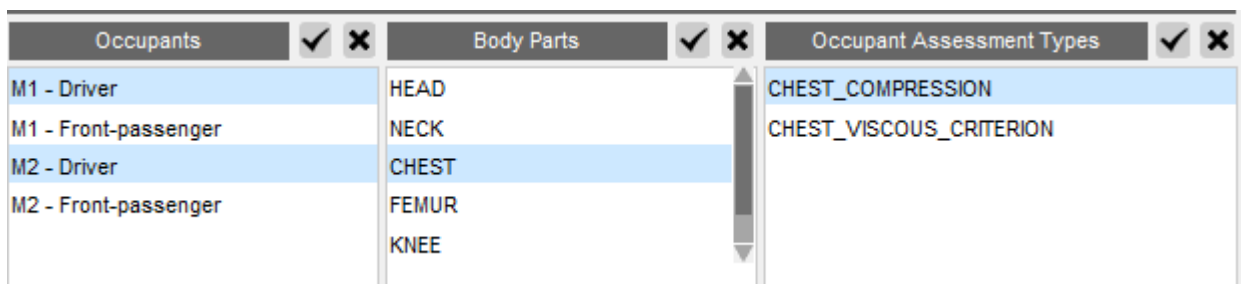 Occupants
M1 - Driver
M1 - Front-passenger
M2 - Driver
M2 - Front-passenger
Body Parts
HEAD
NECK
CHEST
FEMUR
KNEE
Occupant Assessment Types
CHEST_COMPRESSION
CHEST_VISCOUS_CRITERION